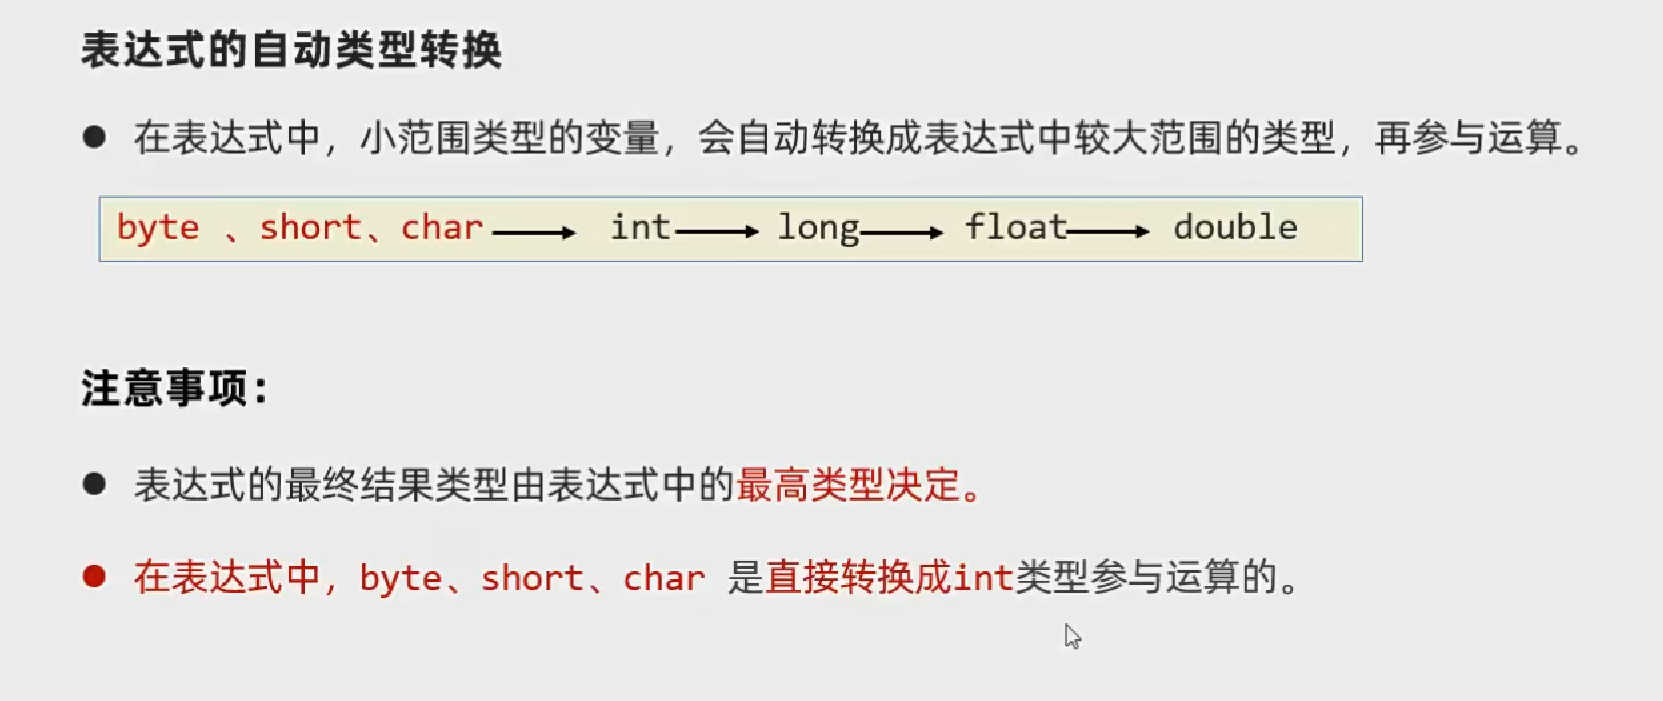 表达式的自动类型转换
● 在表达式中，小范围类型的变量，会自动转换成表达式中较大范围的类型，再参与运算。
byte 、short、char → int → long → float → double
注意事项：
● 表达式的最终结果类型由表达式中的最高类型决定。
● 在表达式中，byte、short、char 是直接转换成int类型参与运算的。